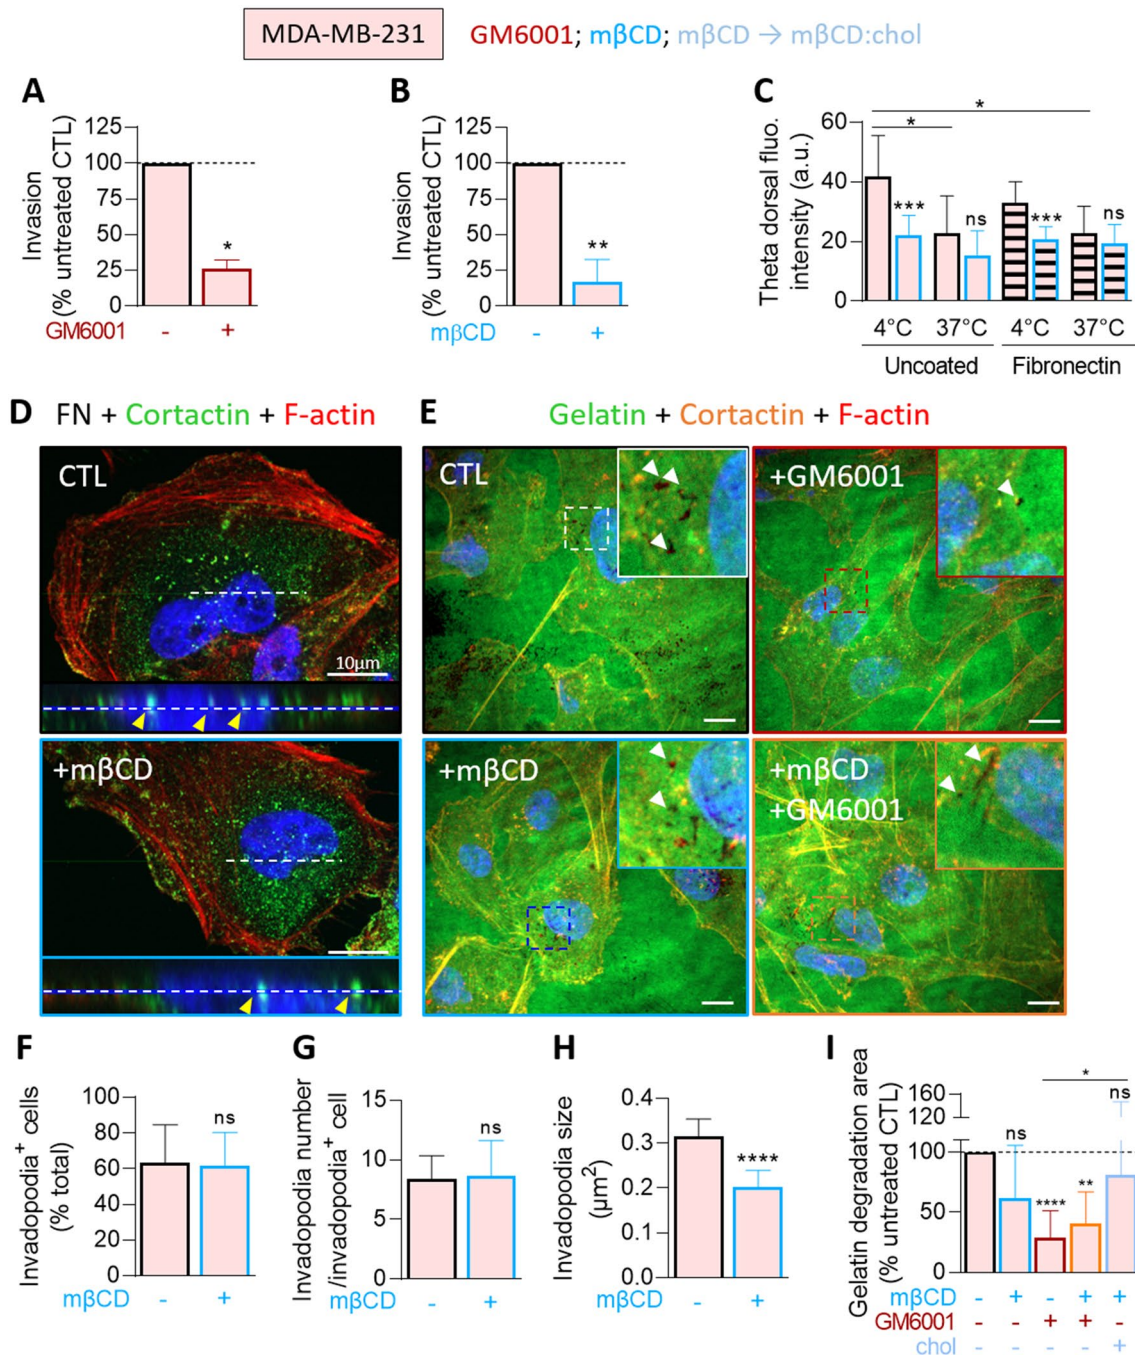 MDA-MB-231 GM6001; mβCD; mβCD → mβCD:chol
A
Invasion
(% untreated CTL)
125
100
75
50
25
0
*
GM6001 - +
B
Invasion
(% untreated CTL)
125
100
75
50
25
0
**
mβCD - +
C
Theta dorsal fluo.
intensity (a.u.)
60
40
20
0
*
*
*** ns *** ns
4°C 37°C 4°C 37°C
Uncoated Fibronectin
D FN + Cortactin + F-actin
CTL
10µm
+mβCD
E Gelatin + Cortactin + F-actin
CTL
+GM6001
+mβCD
+mβCD
+GM6001
F
Invadopodia+ cells
(% total)
100
80
60
40
20
0
ns
mβCD - +
G
Invadopodia number
/invadopodia+ cell
15
10
5
0
ns
mβCD - +
H
Invadopodia size
(µm²)
0.4
0.3
0.2
0.1
0.0
****
mβCD - +
I
Gelatin degradation area
(% untreated CTL)
160
120
100
50
0
*
ns **** ** ns
mβCD - + - + +
GM6001 - - + + -
chol - - - - +